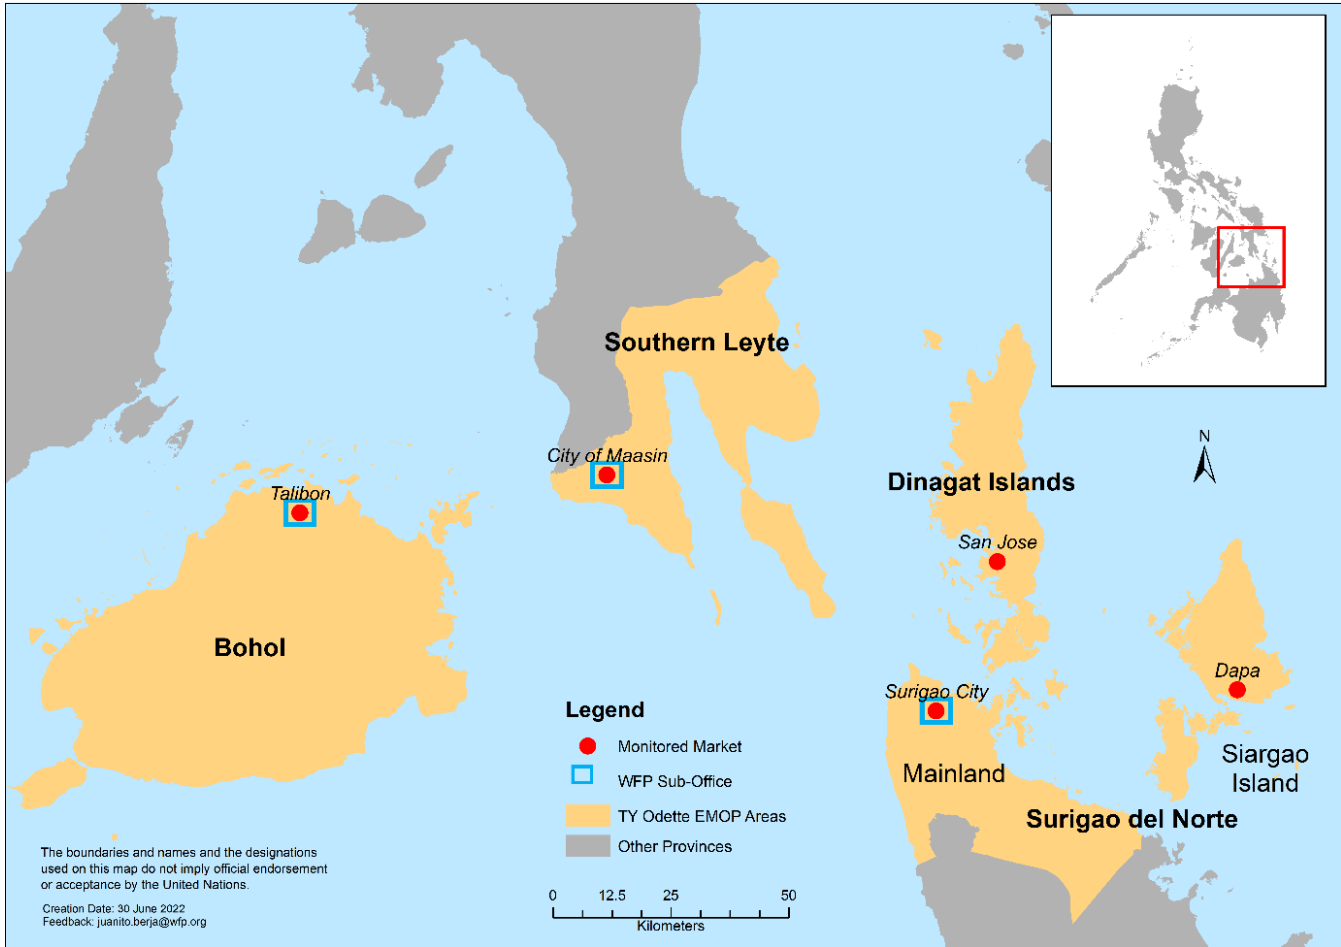 Southern Leyte
City of Maasin
N
Dinagat Islands
Talibon
San Jose
Bohol
Dapa
Surigao City
Legend
Monitored Market
WFP Sub-Office
TY Odette EMOP Areas
Other Provinces
Mainland
Siargao
Island
Surigao del Norte
The boundaries and names and the designations
used on this map do not imply official endorsement
or acceptance by the United Nations.
Creation Date: 30 June 2022
Feedback: juanito.berja@wfp.org
0 12.5 25 50
Kilometers